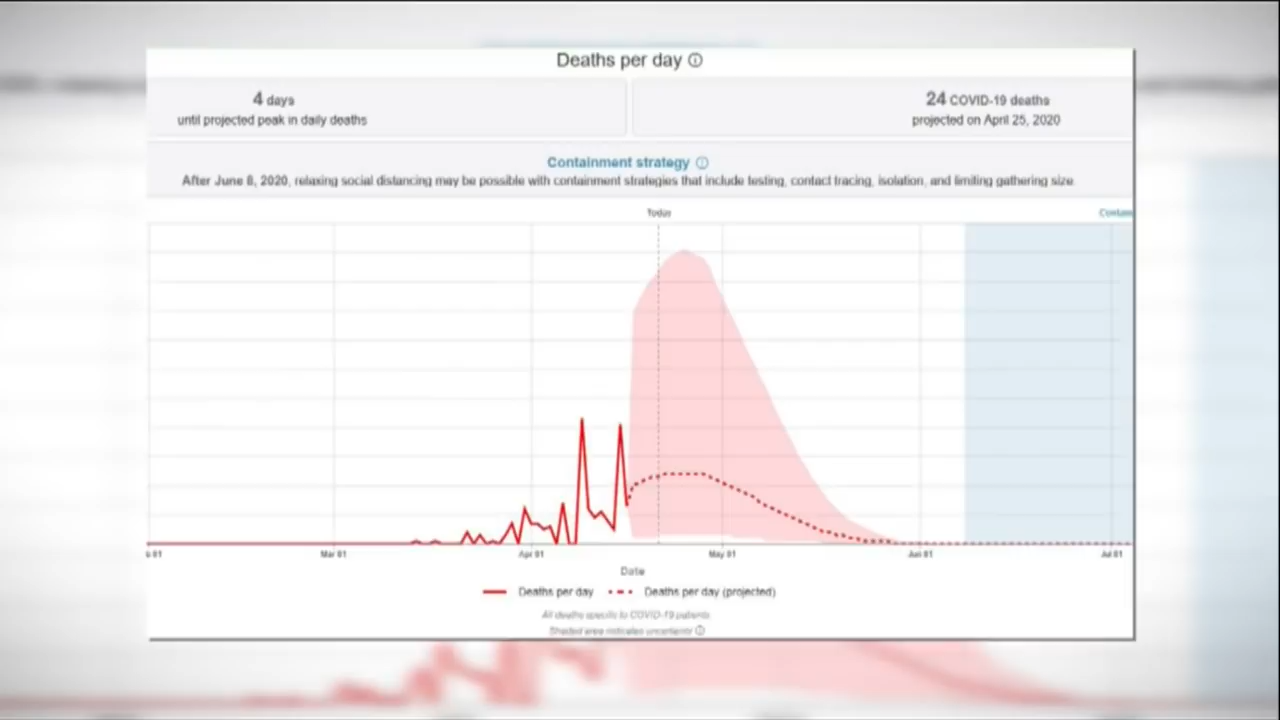 Deaths per day ⓘ
4 days
until projected peak in daily deaths
24 COVID-19 deaths
projected on April 25, 2020
Containment strategy ⓘ
After June 8, 2020, relaxing social distancing may be possible with containment strategies that include testing, contact tracing, isolation, and limiting gathering size.
Today
Contain
Mar 01
Apr 01
May 01
Jun 01
Jul 01
Date
Deaths per day
Deaths per day (projected)
All deaths specific to COVID-19 patients.
Shaded area indicates uncertainty ⓘ